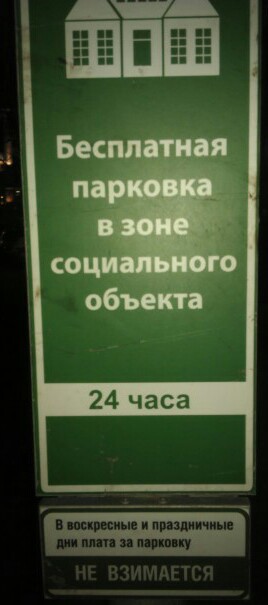 Бесплатная
парковка
в зоне
социального
объекта
24 часа
В воскресные и праздничные
дни плата за парковку
НЕ ВЗИМАЕТСЯ